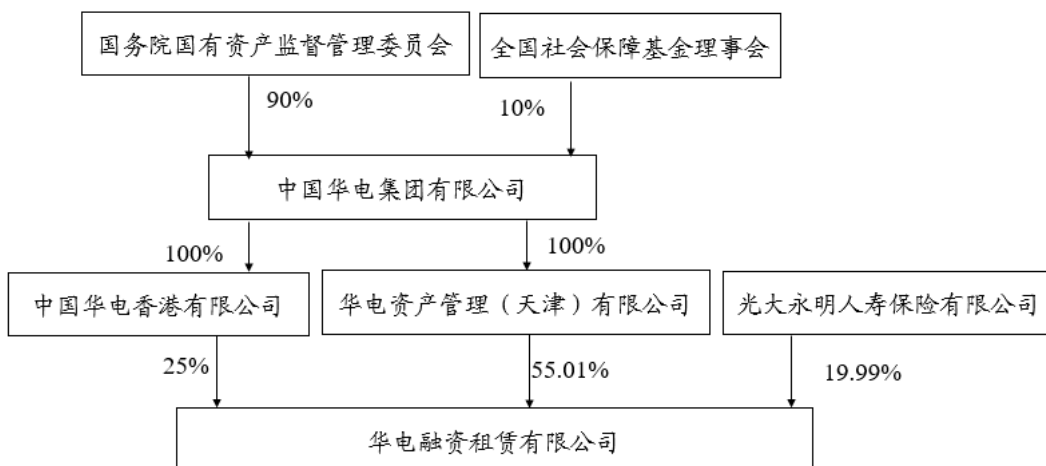 国务院国有资产监督管理委员会
全国社会保障基金理事会
90%
10%
中国华电集团有限公司
100%
100%
中国华电香港有限公司
华电资产管理（天津）有限公司
光大永明人寿保险有限公司
25%
55.01%
19.99%
华电融资租赁有限公司